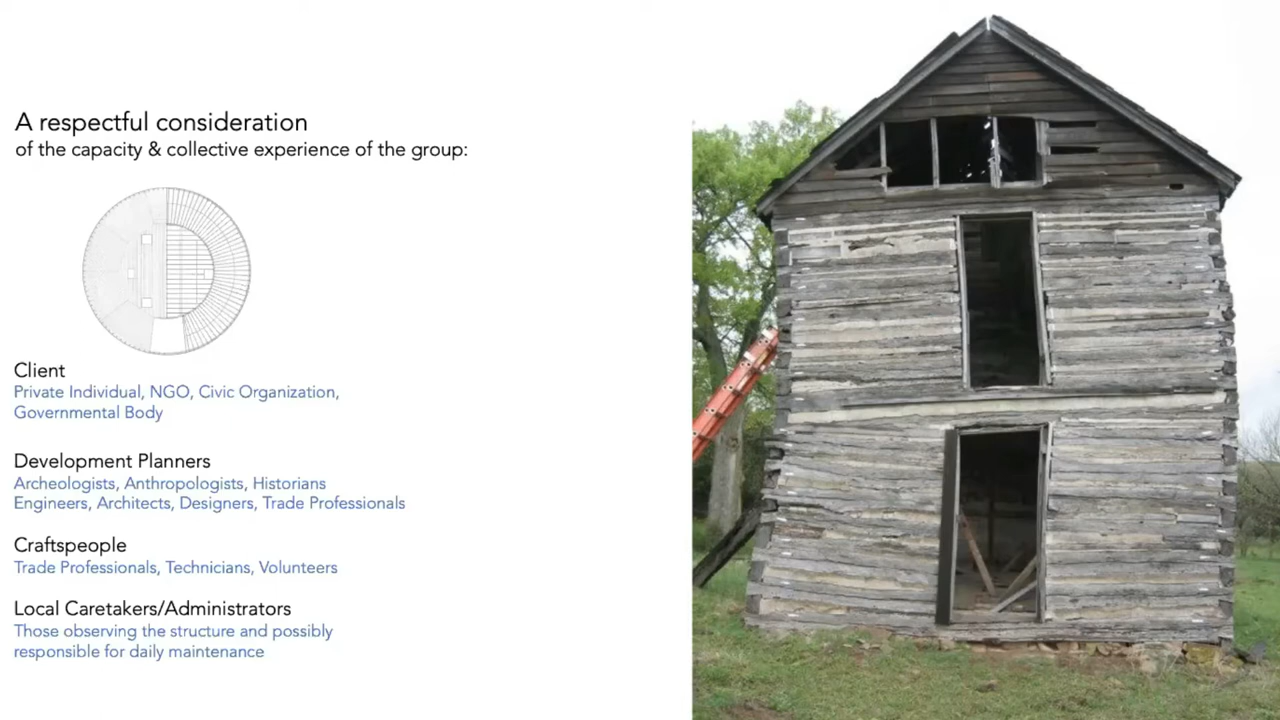 A respectful consideration
of the capacity & collective experience of the group:
Client
Private Individual, NGO, Civic Organization,
Governmental Body
Development Planners
Archeologists, Anthropologists, Historians
Engineers, Architects, Designers, Trade Professionals
Craftspeople
Trade Professionals, Technicians, Volunteers
Local Caretakers/Administrators
Those observing the structure and possibly
responsible for daily maintenance